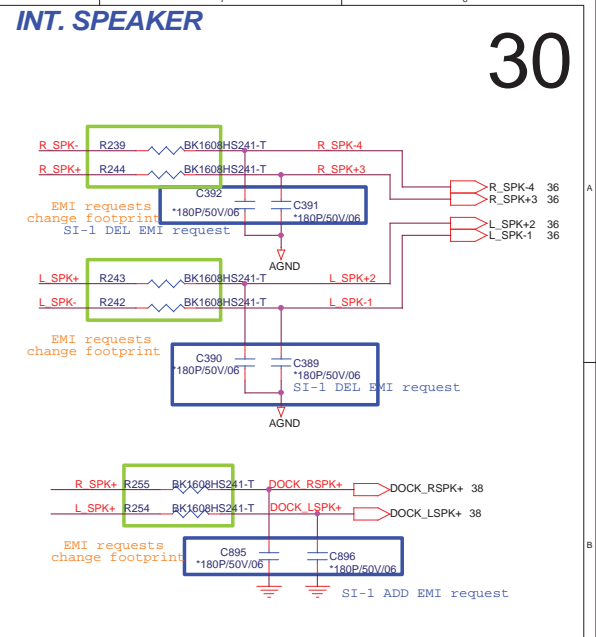 INT. SPEAKER
30
R_SPK- R239 BK1608HS241-T R_SPK-4
R_SPK+ R244 BK1608HS241-T R_SPK+3
R_SPK-4 36
R_SPK+3 36
A
C392
*180P/50V/06
C391
*180P/50V/06
EMI requests
change footprint
SI-1 DEL EMI request
L_SPK+2 36
L_SPK-1 36
AGND
L_SPK+ R243 BK1608HS241-T L_SPK+2
L_SPK- R242 BK1608HS241-T L_SPK-1
EMI requests
change footprint
C390
*180P/50V/06
C389
*180P/50V/06
SI-1 DEL EMI request
AGND
R_SPK+ R255 BK1608HS241-T DOCK_RSPK+ DOCK_RSPK+ 38
L_SPK+ R254 BK1608HS241-T DOCK_LSPK+ DOCK_LSPK+ 38
EMI requests
change footprint
B
C895
*180P/50V/06
C896
*180P/50V/06
SI-1 ADD EMI request